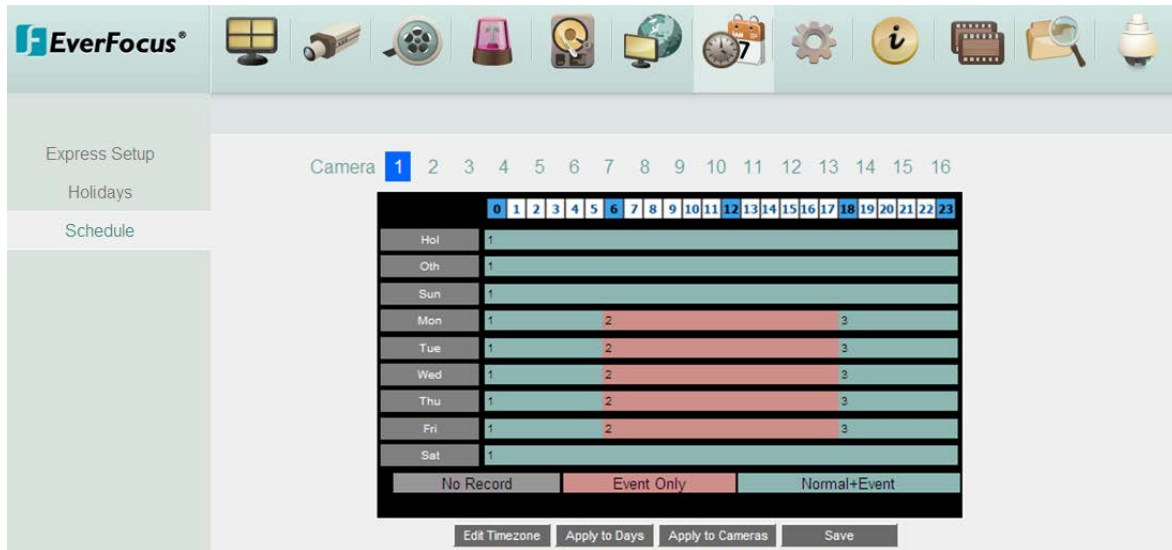 EverFocus®
7
i
Express Setup
Holidays
Schedule
Camera 1 2 3 4 5 6 7 8 9 10 11 12 13 14 15 16
0 1 2 3 4 5 6 7 8 9 10 11 12 13 14 15 16 17 18 19 20 21 22 23
Hol 1
Oth 1
Sun 1
Mon 1 2 3
Tue 1 2 3
Wed 1 2 3
Thu 1 2 3
Fri 1 2 3
Sat 1
No Record Event Only Normal+Event
Edit Timezone Apply to Days Apply to Cameras Save